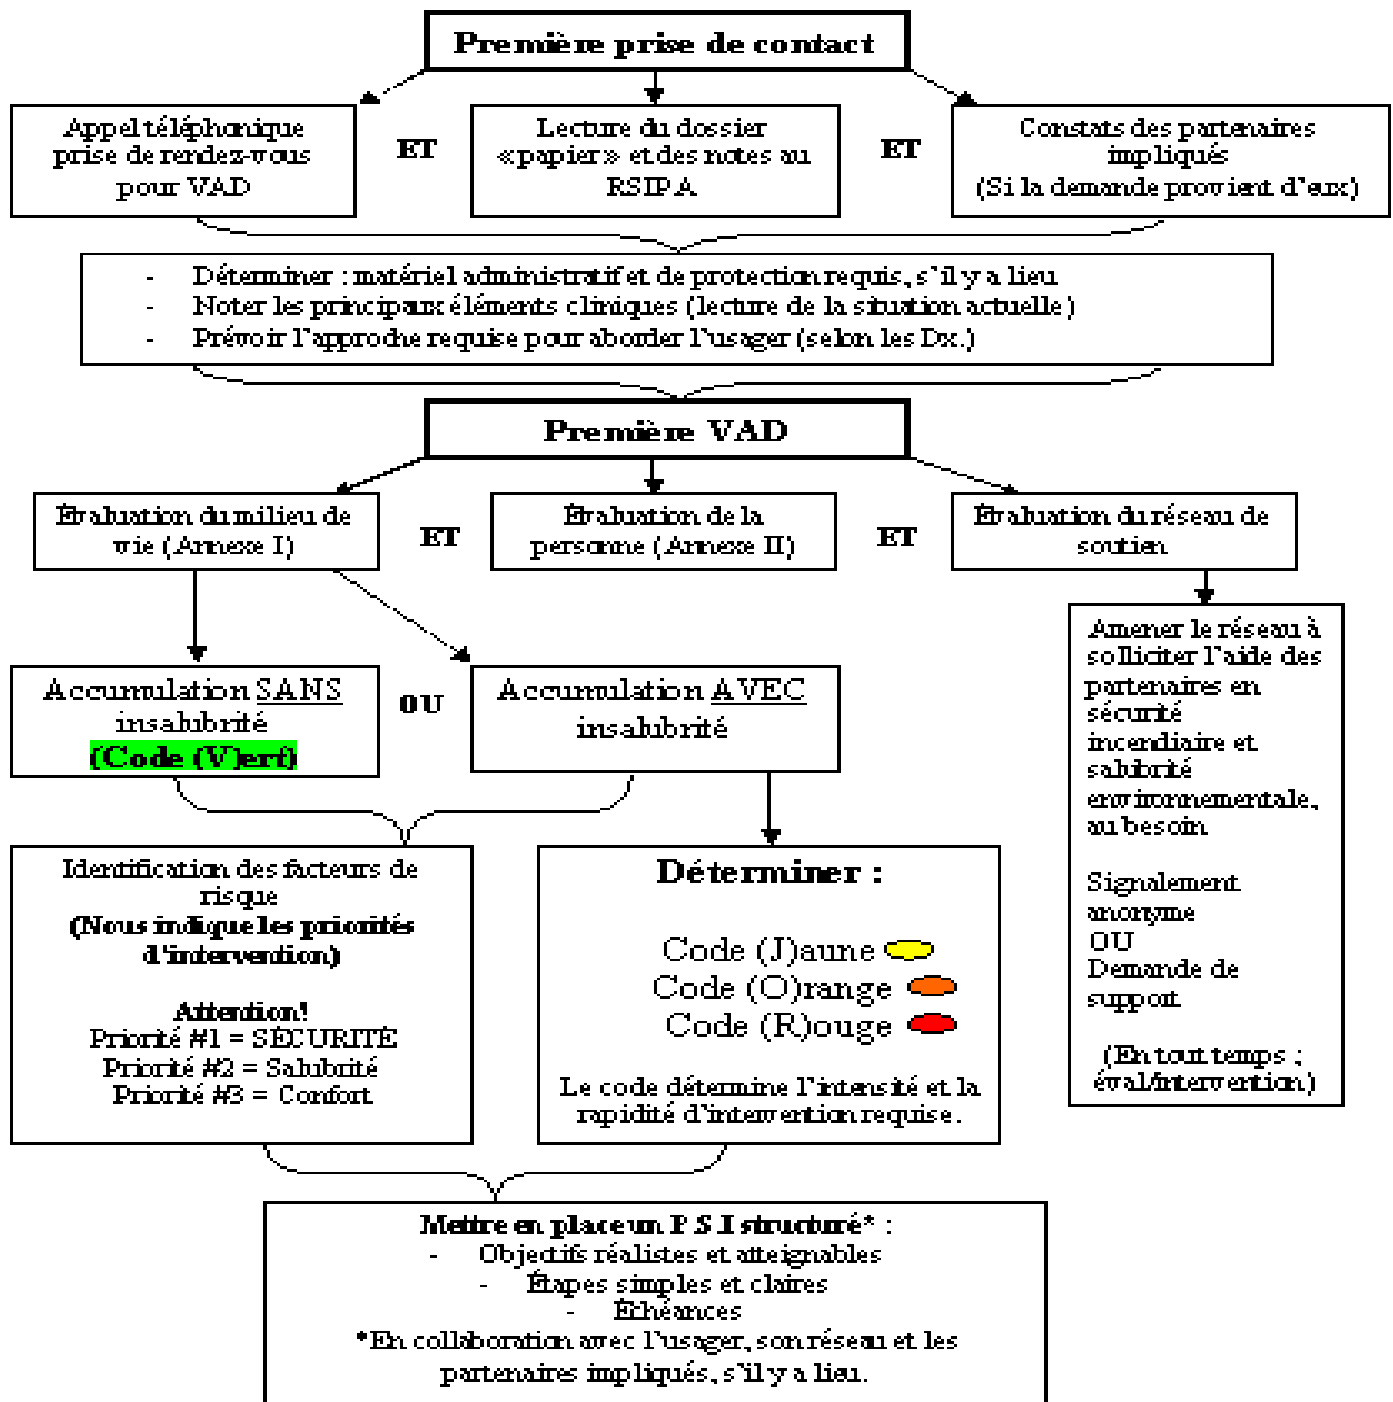 Première prise de contact
Appel téléphonique
prise de rendez-vous
pour VAD
ET
Lecture du dossier
«papier» et des notes au
RSIPA
ET
Constats des partenaires
impliqués
(Si la demande provient d'eux)
- Déterminer : matériel administratif et de protection requis, s'il y a lieu
- Noter les principaux éléments cliniques (lecture de la situation actuelle)
- Prévoir l'approche requise pour aborder l'usager (selon les Dx.)
Première VAD
Évaluation du milieu de
vie (Annexe I)
ET
Évaluation de la
personne (Annexe II)
ET
Évaluation du réseau de
soutien
Accumulation SANS
insalubrité
(Code (V)ert)
OU
Accumulation AVEC
insalubrité
Amener le réseau à
solliciter l'aide des
partenaires en
sécurité
incendiaire et
salubrité
environnementale,
au besoin
Signalement
anonyme
OU
Demande de
support
(En tout temps ;
éval/intervention)
Identification des facteurs de
risque
(Nous indique les priorités
d'intervention)
Attention!
Priorité #1 = SÉCURITÉ
Priorité #2 = Salubrité
Priorité #3 = Confort
Déterminer :
Code (J)aune
Code (O)range
Code (R)ouge
Le code détermine l'intensité et la
rapidité d'intervention requise.
Mettre en place un P.S.I structuré* :
- Objectifs réalistes et atteignables
- Étapes simples et claires
- Échéances
*En collaboration avec l'usager, son réseau et les
partenaires impliqués, s'il y a lieu.